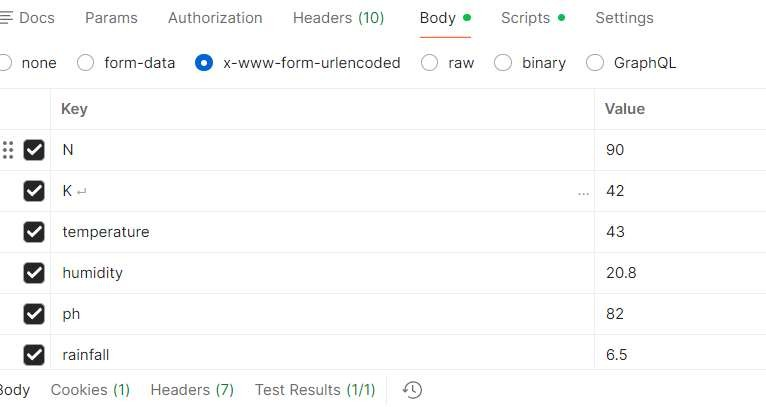 Docs Params Authorization Headers (10) Body Scripts Settings
none form-data x-www-form-urlencoded raw binary GraphQL
Key Value
N 90
K ↵ ... 42
temperature 43
humidity 20.8
ph 82
rainfall 6.5
Body Cookies (1) Headers (7) Test Results (1/1)